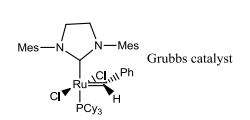 Mes N N Mes
Grubbs catalyst
Cl Ph
Ru
Cl H
PCy3